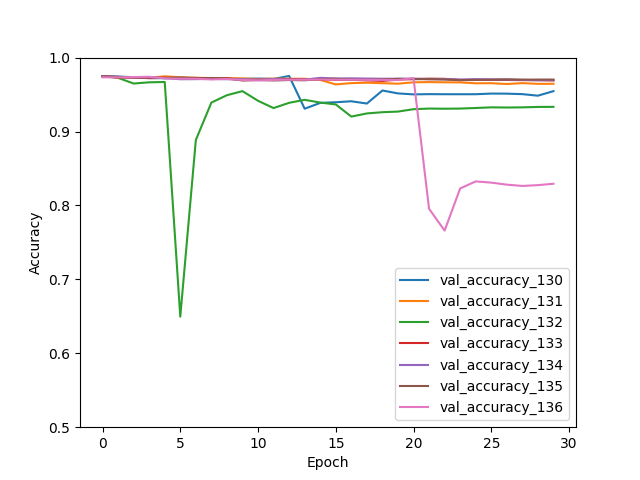 1.0
0.9
0.8
0.7
0.6
0.5
Accuracy
0 5 10 15 20 25 30
Epoch
val_accuracy_130
val_accuracy_131
val_accuracy_132
val_accuracy_133
val_accuracy_134
val_accuracy_135
val_accuracy_136